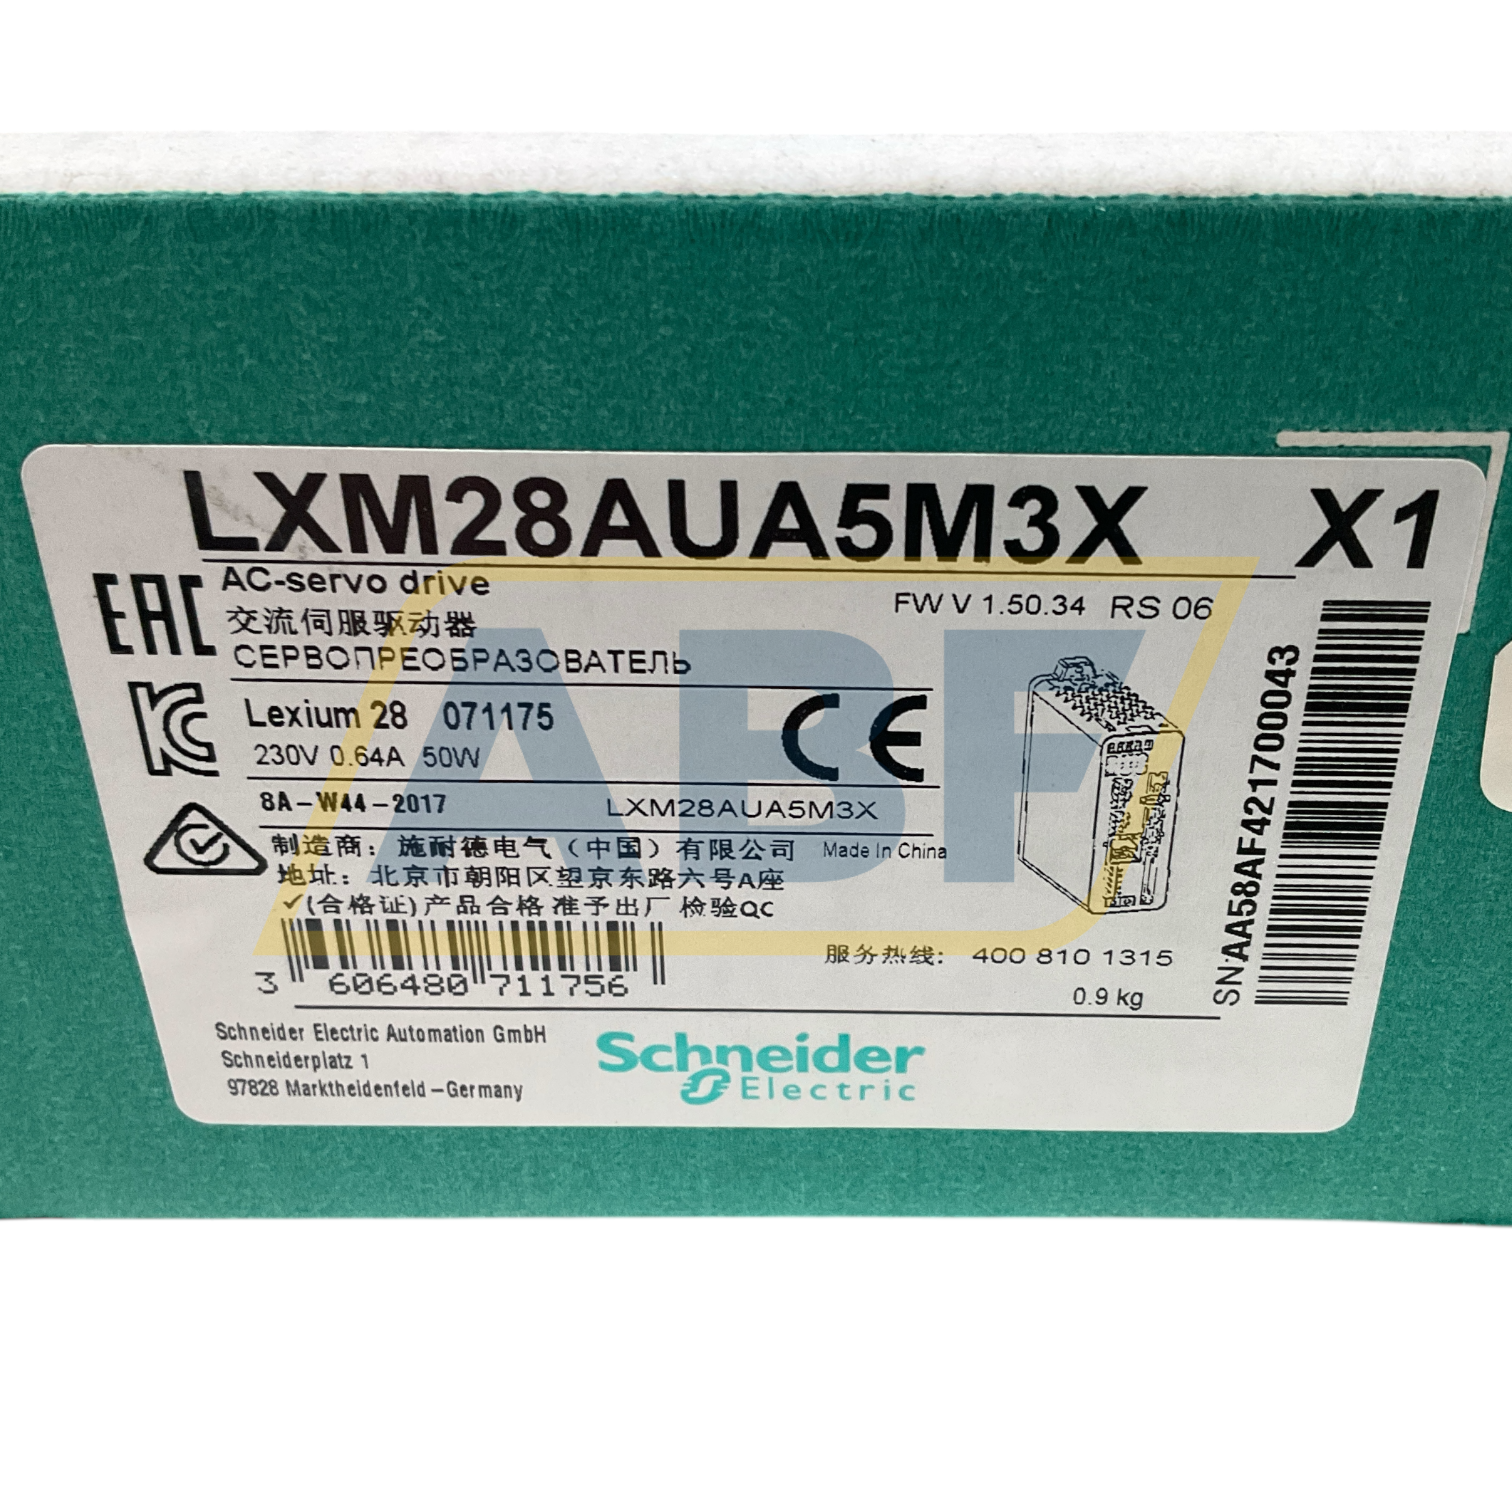 LXM28AUA5M3X X1
EAC AC-servo drive
交流伺服驱动器
FW V 1.50.34 RS 06
СЕРВОПРЕОБРАЗОВАТЕЛЬ
Lexium 28 071175
CE
230V 0.64A 50W
8A-W44-2017 LXM28AUA5M3X
制造商：施耐德电气（中国）有限公司 Made In China
地址：北京市朝阳区望京东路六号A座
✓(合格证)产品合格 准予出厂 检验QC
服务热线: 400 810 1315
3 606480 711756
0.9 kg
SN:AA58AF421700043
Schneider Electric Automation GmbH
Schneiderplatz 1
97828 Marktheidenfeld – Germany
Schneider
Electric
ABF